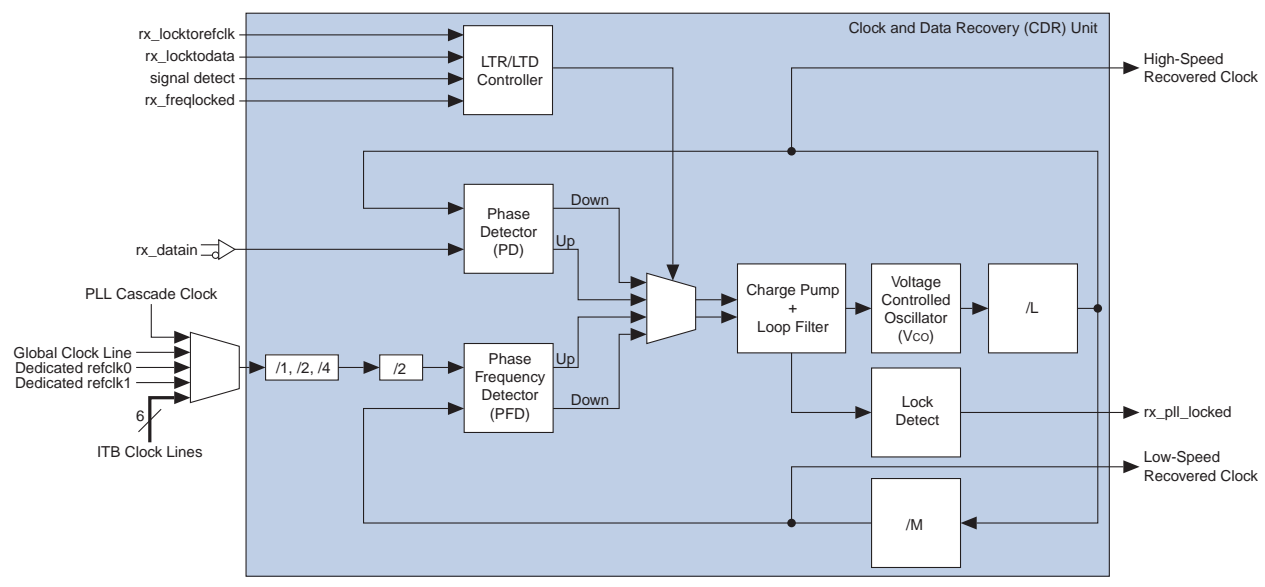 Clock and Data Recovery (CDR) Unit
rx_locktorefclk
rx_locktodata
signal detect
rx_freqlocked
LTR/LTD
Controller
High-Speed
Recovered Clock
Phase
Detector
(PD)
Down
Up
rx_datain
PLL Cascade Clock
Global Clock Line
Dedicated refclk0
Dedicated refclk1
6
ITB Clock Lines
/1, /2, /4
/2
Phase
Frequency
Detector
(PFD)
Up
Down
Charge Pump
+
Loop Filter
Voltage
Controlled
Oscillator
(VCO)
/L
Lock
Detect
rx_pll_locked
Low-Speed
Recovered Clock
/M